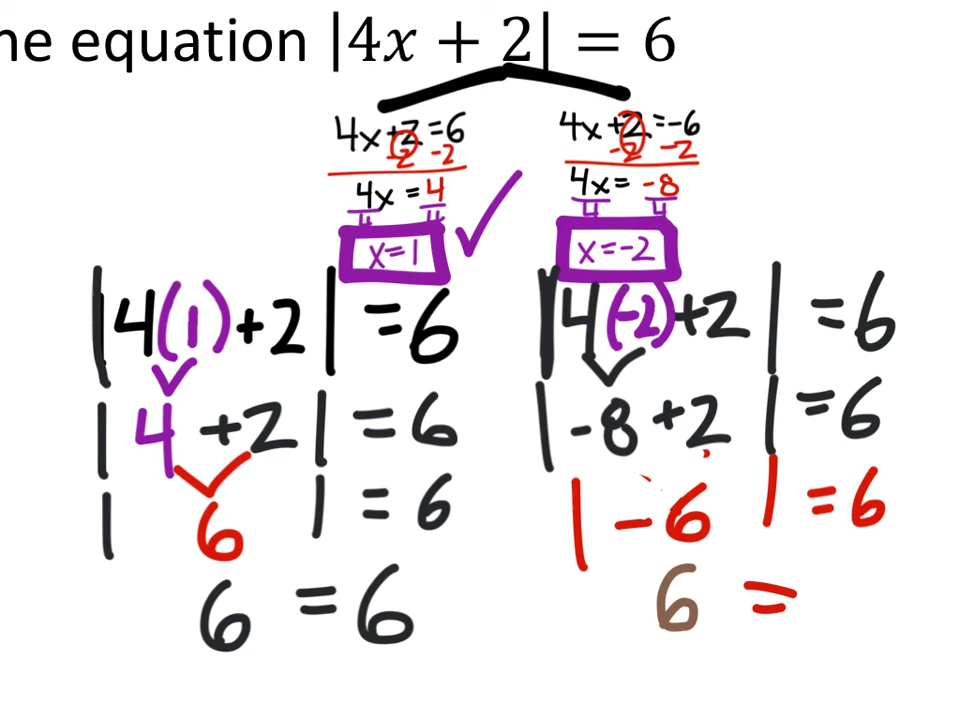 ne equation |4x + 2| = 6
4x+2=6
-2 -2
4x = 4
4 4
x=1 ✓
|4(1)+2| = 6
|4 +2| = 6
|6| = 6
6 = 6
4x+2=-6
-2 -2
4x = -8
4 4
x=-2
|4(-2)+2| = 6
|-8+2| = 6
|-6| = 6
6 =